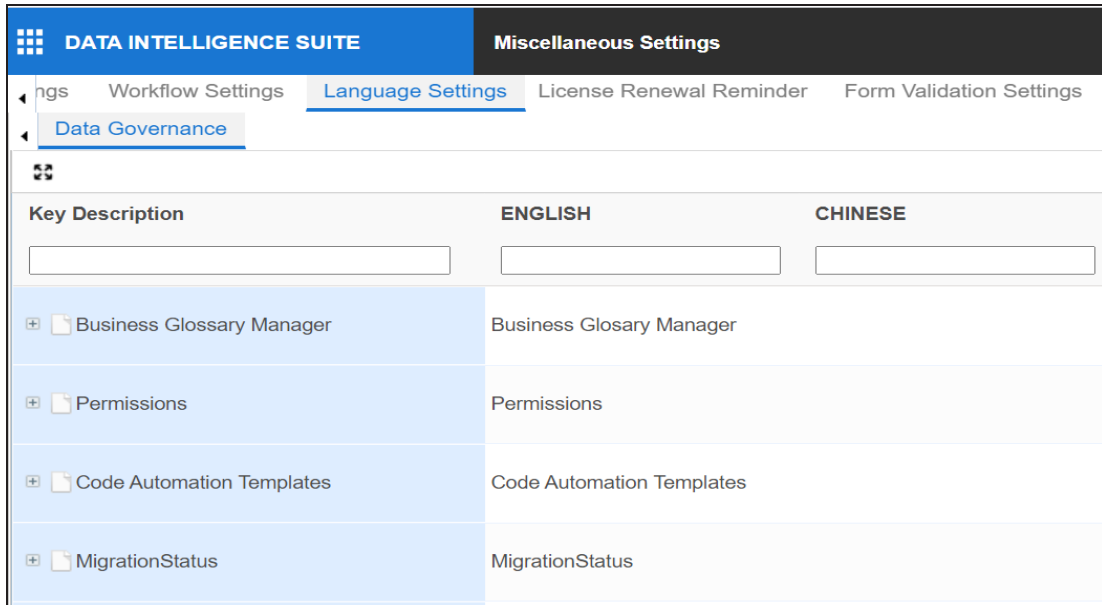 DATA INTELLIGENCE SUITE Miscellaneous Settings
ngs Workflow Settings Language Settings License Renewal Reminder Form Validation Settings
Data Governance
Key Description ENGLISH CHINESE
Business Glossary Manager Business Glosary Manager
Permissions Permissions
Code Automation Templates Code Automation Templates
MigrationStatus MigrationStatus